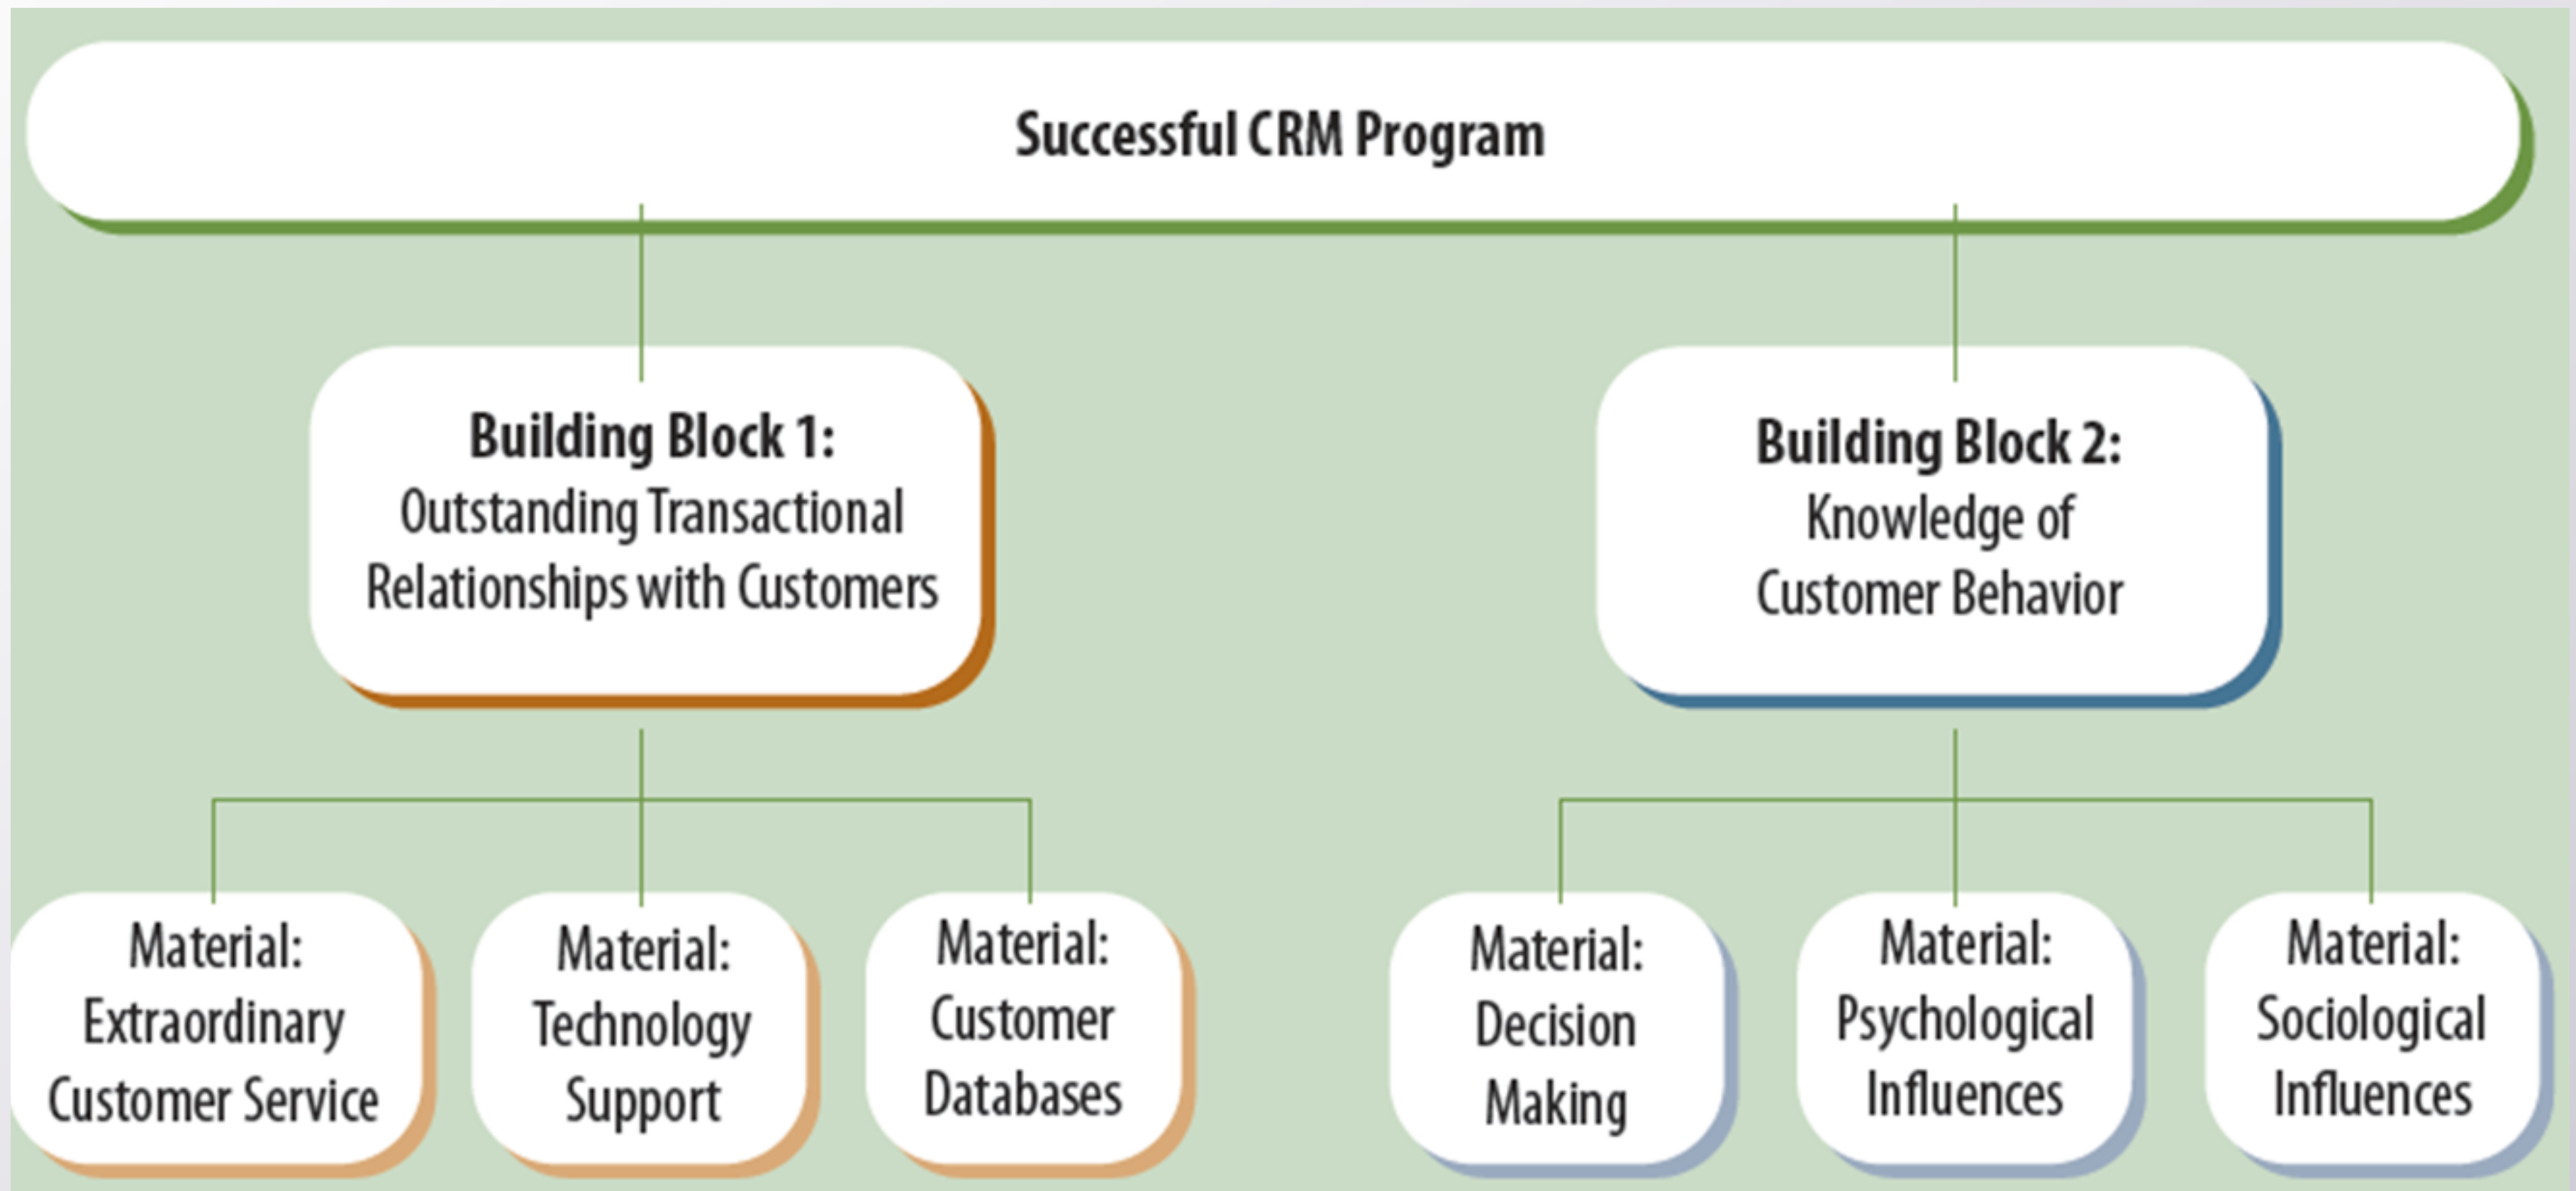 Successful CRM Program
Building Block 1:
Outstanding Transactional
Relationships with Customers
Building Block 2:
Knowledge of
Customer Behavior
Material:
Extraordinary
Customer Service
Material:
Technology
Support
Material:
Customer
Databases
Material:
Decision
Making
Material:
Psychological
Influences
Material:
Sociological
Influences